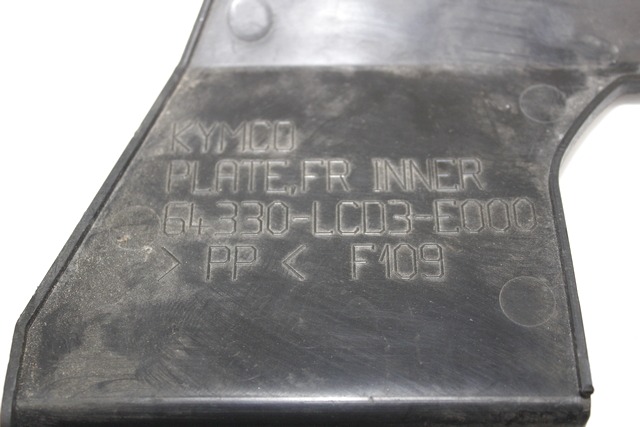 KYMCO
PLATE,FR INNER
64330-LCD3-E000
> PP < F109